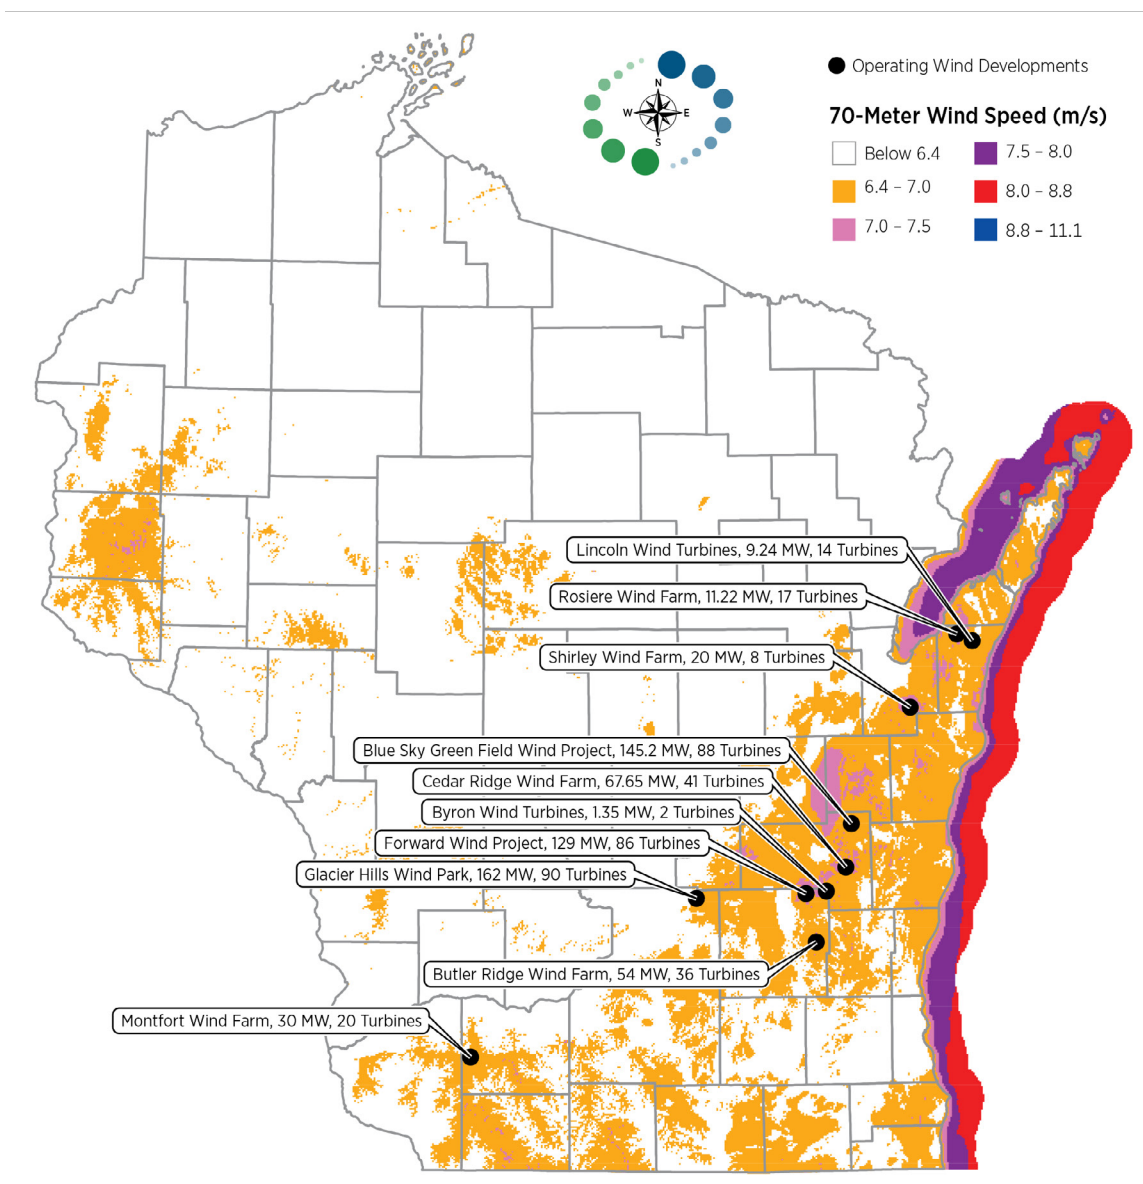 N
W E
S
Operating Wind Developments
70-Meter Wind Speed (m/s)
Below 6.4
7.5 – 8.0
6.4 – 7.0
8.0 – 8.8
7.0 – 7.5
8.8 – 11.1
Lincoln Wind Turbines, 9.24 MW, 14 Turbines
Rosiere Wind Farm, 11.22 MW, 17 Turbines
Shirley Wind Farm, 20 MW, 8 Turbines
Blue Sky Green Field Wind Project, 145.2 MW, 88 Turbines
Cedar Ridge Wind Farm, 67.65 MW, 41 Turbines
Byron Wind Turbines, 1.35 MW, 2 Turbines
Forward Wind Project, 129 MW, 86 Turbines
Glacier Hills Wind Park, 162 MW, 90 Turbines
Butler Ridge Wind Farm, 54 MW, 36 Turbines
Montfort Wind Farm, 30 MW, 20 Turbines